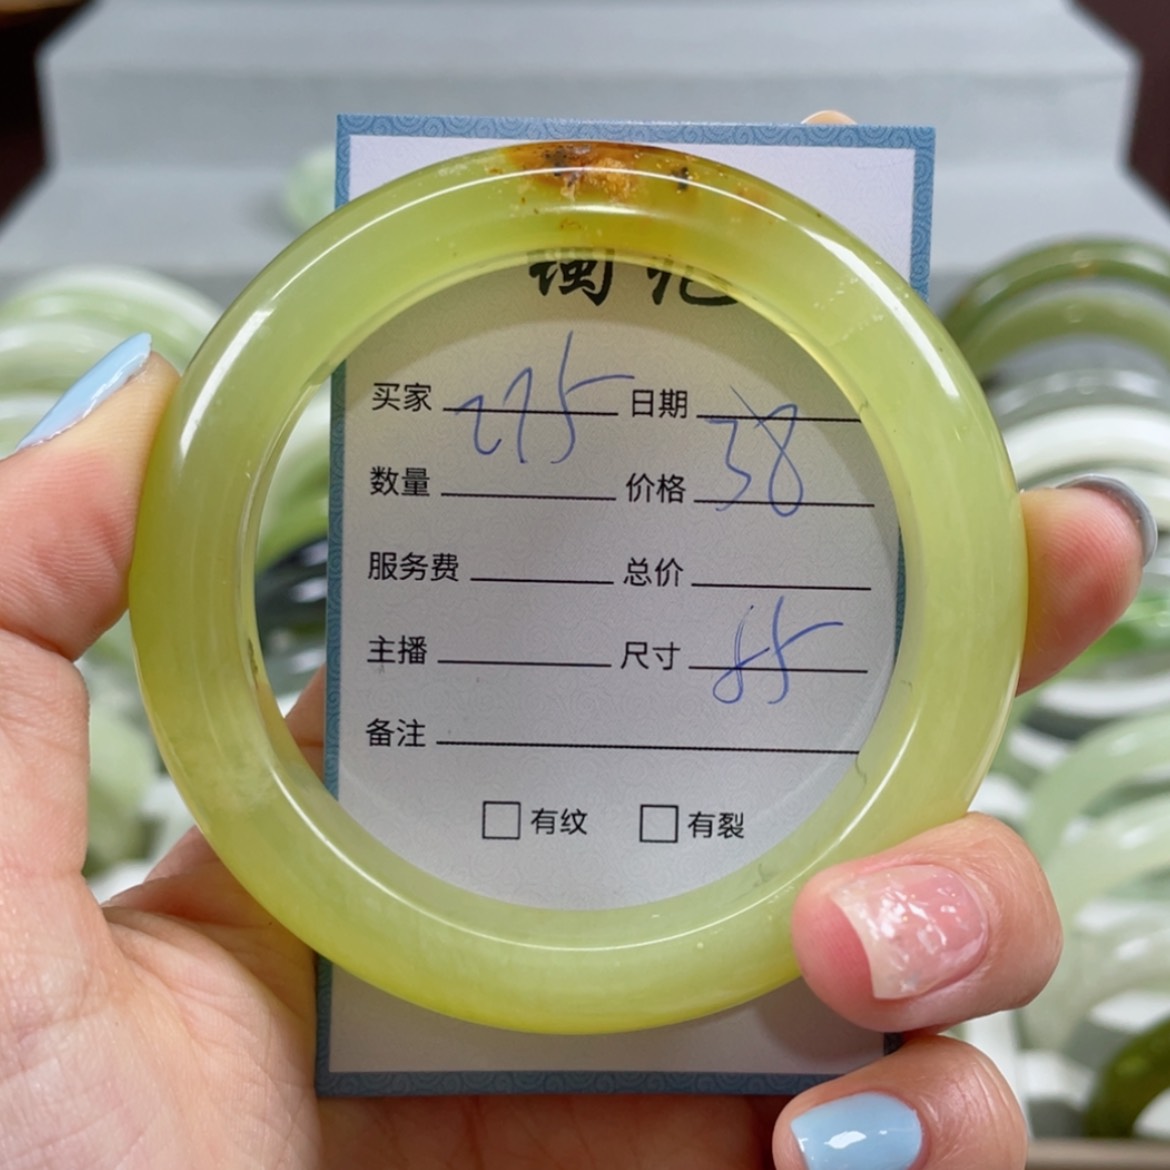 买家 275 日期
数量 价格 38
服务费 总价
主播 尺寸 55
备注
□有纹 □有裂